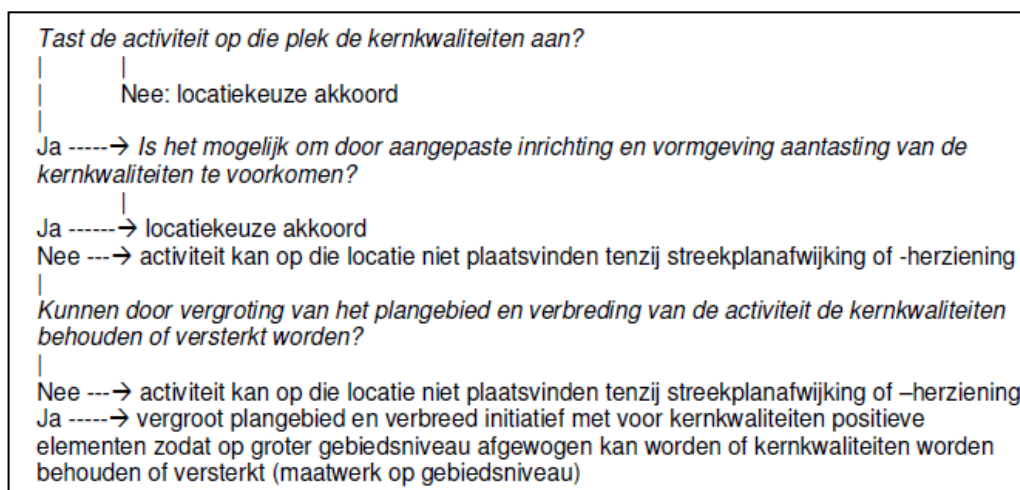 Tast de activiteit op die plek de kernkwaliteiten aan?
| |
| Nee: locatiekeuze akkoord
|
Ja -----→ Is het mogelijk om door aangepaste inrichting en vormgeving aantasting van de
kernkwaliteiten te voorkomen?
|
Ja ------→ locatiekeuze akkoord
Nee ---→ activiteit kan op die locatie niet plaatsvinden tenzij streekplanafwijking of -herziening
|
Kunnen door vergroting van het plangebied en verbreding van de activiteit de kernkwaliteiten
behouden of versterkt worden?
|
Nee ---→ activiteit kan op die locatie niet plaatsvinden tenzij streekplanafwijking of –herziening
Ja -----→ vergroot plangebied en verbreed initiatief met voor kernkwaliteiten positieve
elementen zodat op groter gebiedsniveau afgewogen kan worden of kernkwaliteiten worden
behouden of versterkt (maatwerk op gebiedsniveau)